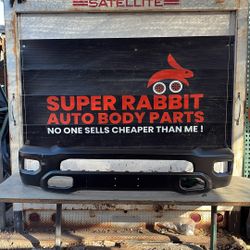 SATELLITE
SUPER RABBIT
AUTO BODY PARTS
NO ONE SELLS CHEAPER THAN ME !